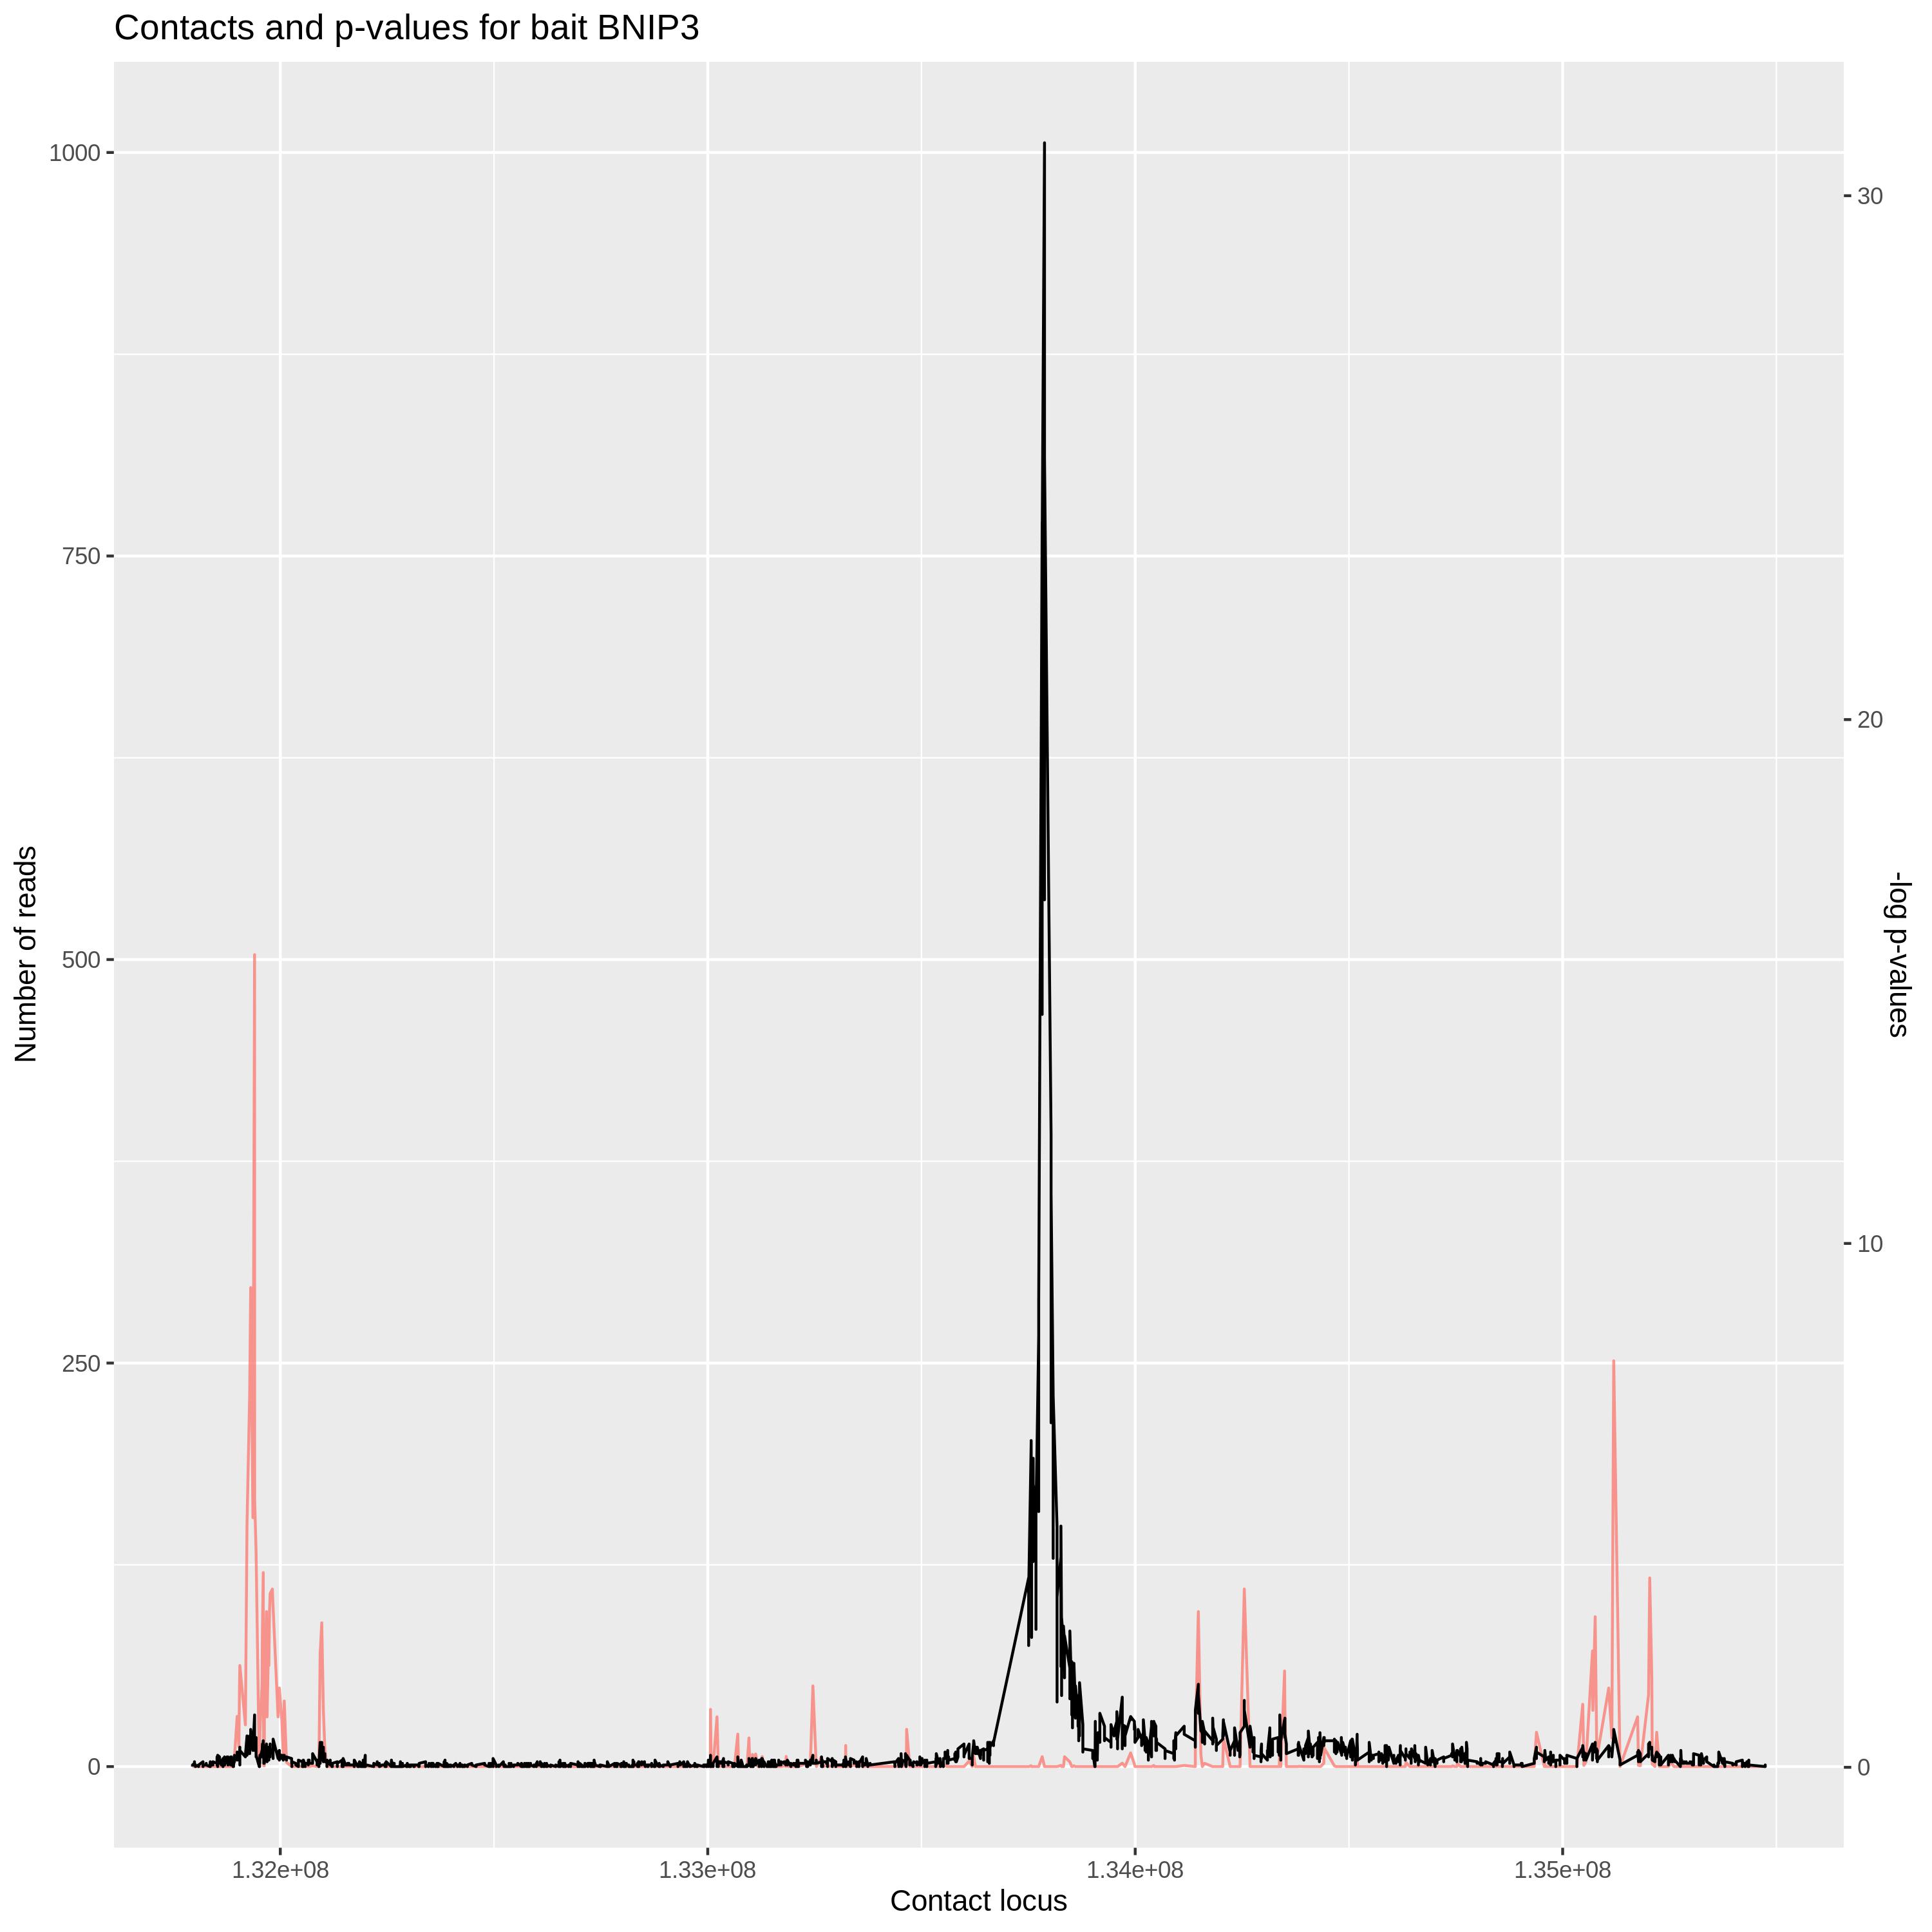 Contacts and p-values for bait BNIP3
1000
750
500
250
0
Number of reads
30
20
10
0
-log p-values
1.32e+08
1.33e+08
1.34e+08
1.35e+08
Contact locus